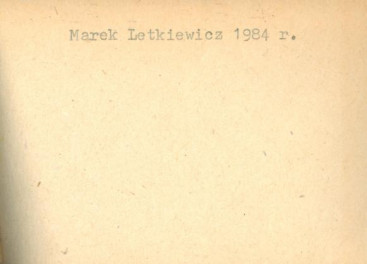 Marek Letkiewicz 1984 r.